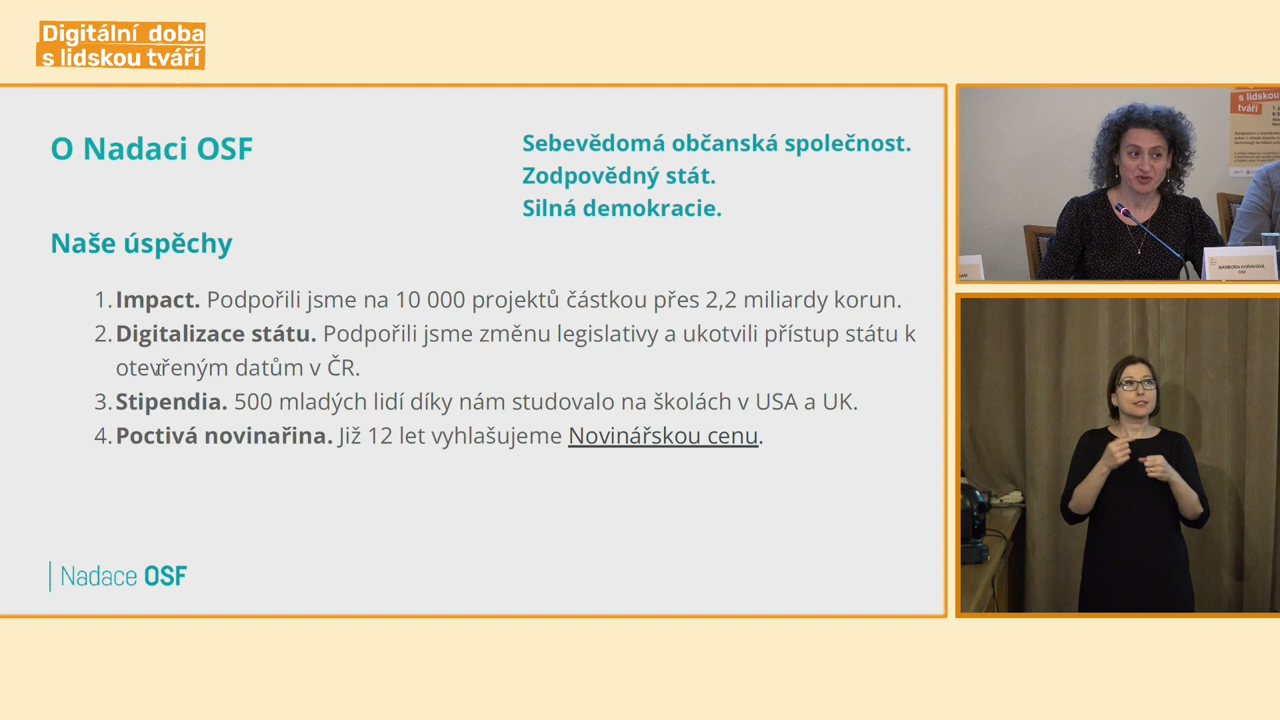 Digitální doba
s lidskou tváří
O Nadaci OSF
Sebevědomá občanská společnost.
Zodpovědný stát.
Silná demokracie.
Naše úspěchy
1. Impact. Podpořili jsme na 10 000 projektů částkou přes 2,2 miliardy korun.
2. Digitalizace státu. Podpořili jsme změnu legislativy a ukotvili přístup státu k
otevřeným datům v ČR.
3. Stipendia. 500 mladých lidí díky nám studovalo na školách v USA a UK.
4. Poctivá novinařina. Již 12 let vyhlašujeme Novinářskou cenu.
Nadace OSF
s lidskou
tváří
BARBORA HOŘAVOVÁ
OSF